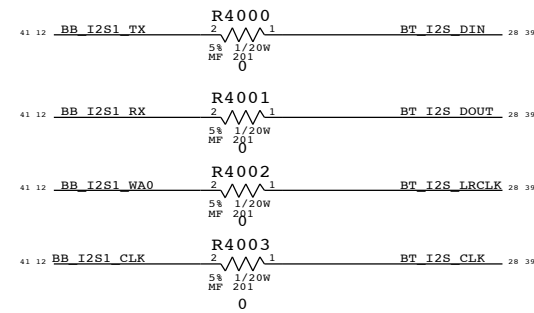 R4000
41 12 BB_I2S1_TX 2 1 BT_I2S_DIN 28 39
5% 1/20W
MF 201
0
R4001
41 12 BB_I2S1_RX 2 1 BT_I2S_DOUT 28 39
5% 1/20W
MF 201
0
R4002
41 12 BB_I2S1_WA0 2 1 BT_I2S_LRCLK 28 39
5% 1/20W
MF 201
0
R4003
41 12 BB_I2S1_CLK 2 1 BT_I2S_CLK 28 39
5% 1/20W
MF 201
0